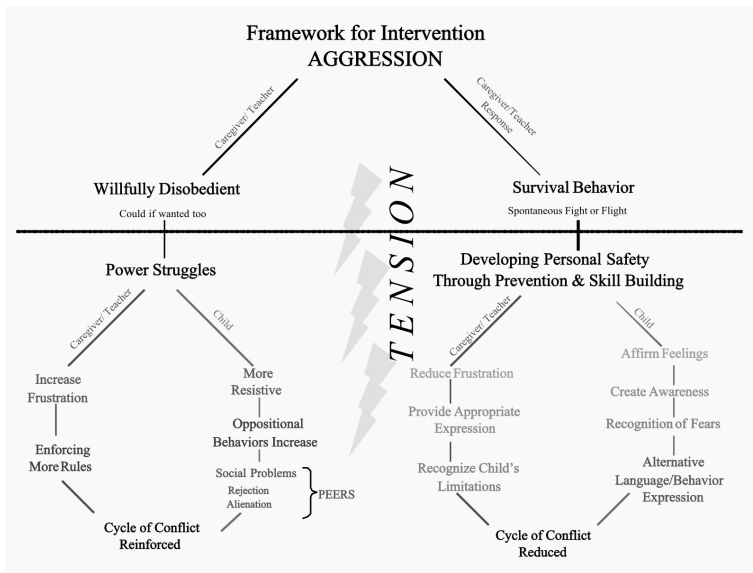 Framework for Intervention
AGGRESSION
Caregiver/ Teacher
Caregiver/Teacher
Response
Willfully Disobedient
Could if wanted too
Survival Behavior
Spontaneous Fight or Flight
TENSION
Power Struggles
Caregiver/ Teacher
Child
Increase
Frustration
Enforcing
More Rules
More
Resistive
Oppositional
Behaviors Increase
Social Problems
Rejection
Alienation
PEERS
Cycle of Conflict
Reinforced
Developing Personal Safety
Through Prevention & Skill Building
Caregiver/ Teacher
Child
Reduce Frustration
Provide Appropriate
Expression
Recognize Child's
Limitations
Affirm Feelings
Create Awareness
Recognition of Fears
Alternative
Language/Behavior
Expression
Cycle of Conflict
Reduced